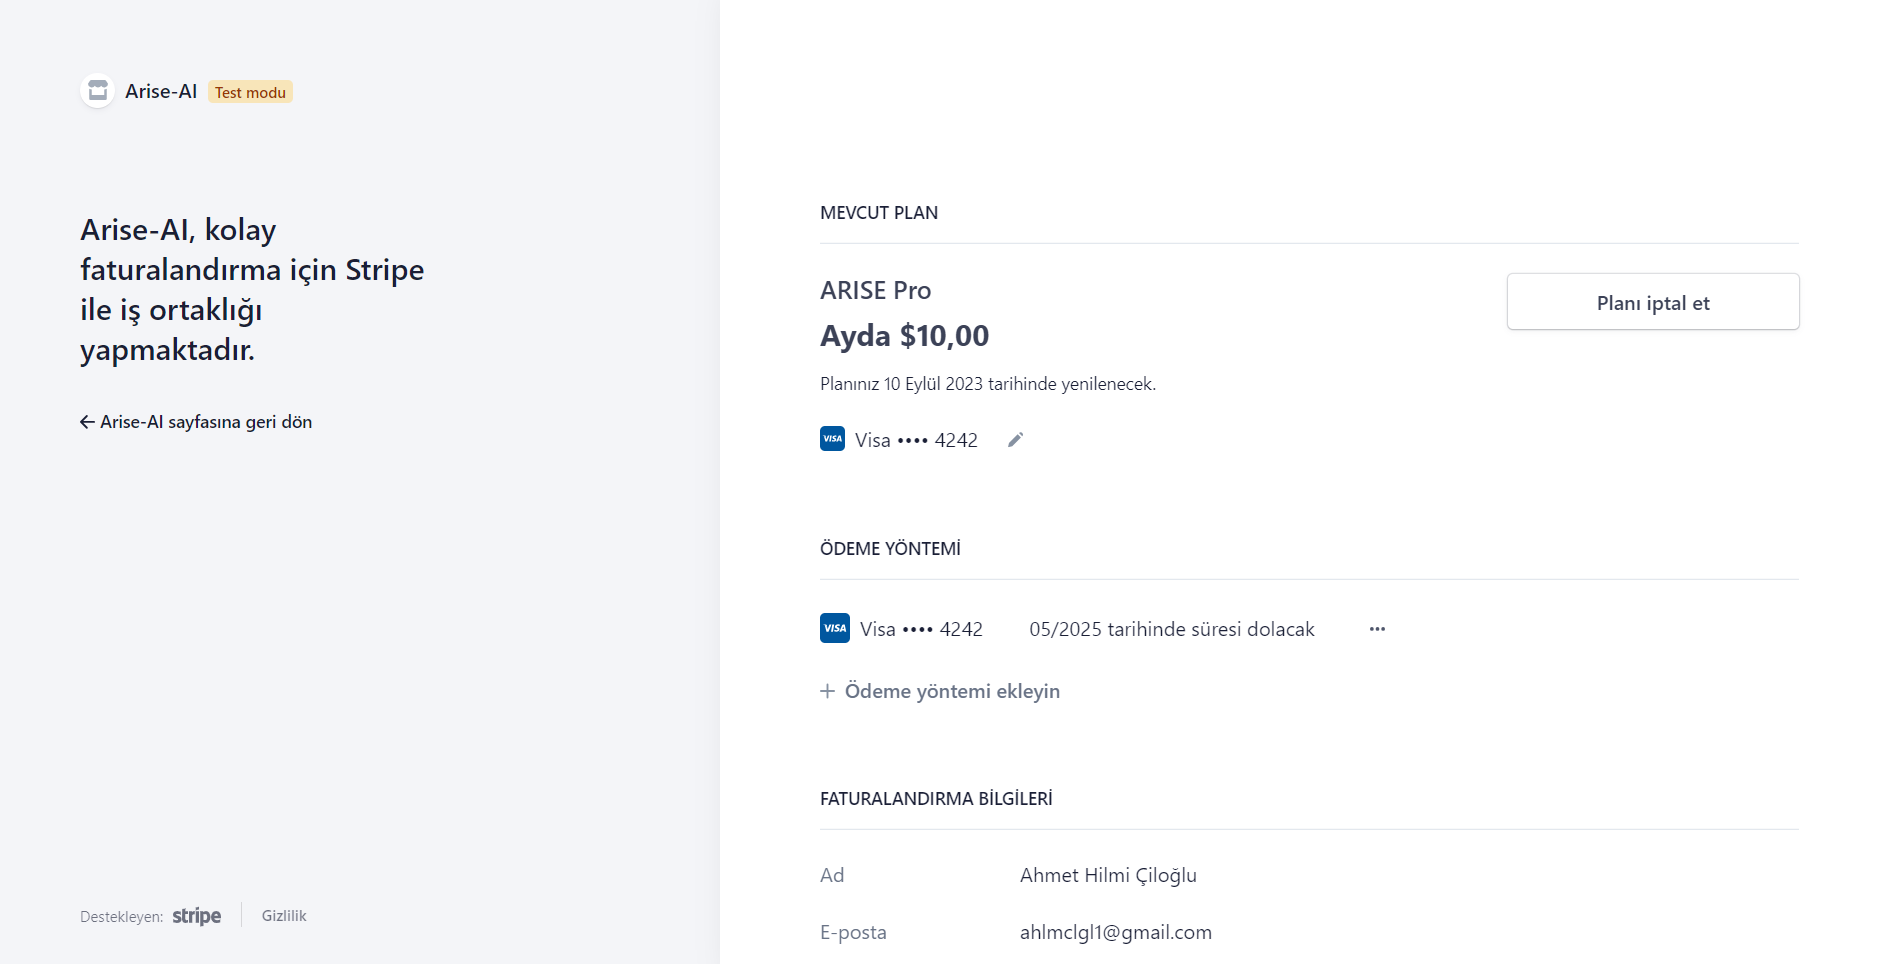 Arise-AI Test modu
Arise-AI, kolay
faturalandırma için Stripe
ile iş ortaklığı
yapmaktadır.
Arise-AI sayfasına geri dön
Destekleyen: stripe Gizlilik
MEVCUT PLAN
ARISE Pro
Planı iptal et
Ayda $10,00
Planınız 10 Eylül 2023 tarihinde yenilenecek.
VISA Visa •••• 4242
ÖDEME YÖNTEMİ
VISA Visa •••• 4242 05/2025 tarihinde süresi dolacak
Ödeme yöntemi ekleyin
FATURALANDIRMA BİLGİLERİ
Ad Ahmet Hilmi Çiloğlu
E-posta ahlmclgl1@gmail.com